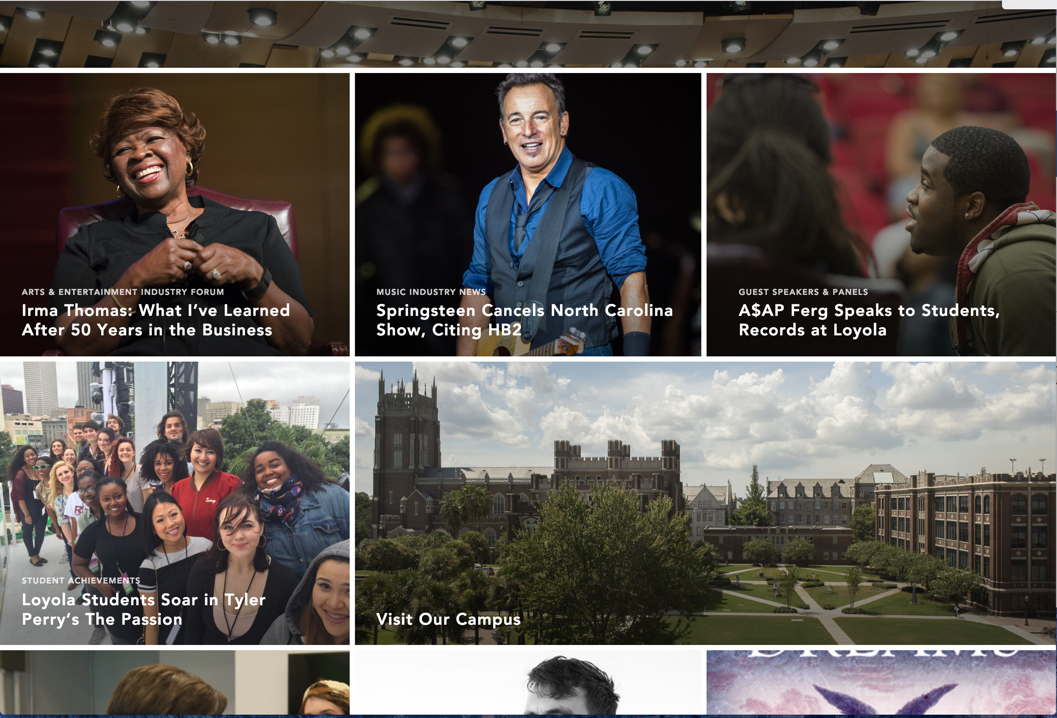 ARTS & ENTERTAINMENT INDUSTRY FORUM
Irma Thomas: What I've Learned
After 50 Years in the Business
MUSIC INDUSTRY NEWS
Springsteen Cancels North Carolina
Show, Citing HB2
GUEST SPEAKERS & PANELS
A$AP Ferg Speaks to Students,
Records at Loyola
STUDENT ACHIEVEMENTS
Loyola Students Soar in Tyler
Perry's The Passion
Visit Our Campus
DREAMS